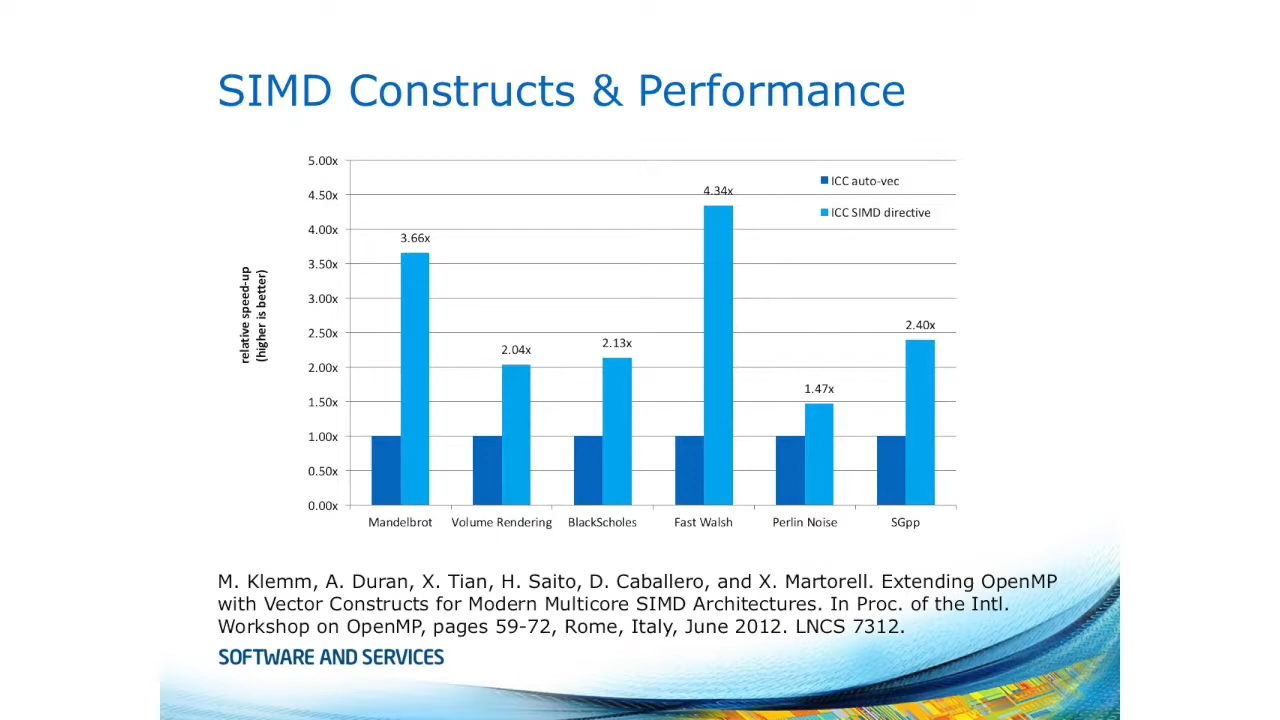 SIMD Constructs & Performance
5.00x
4.50x
4.00x
3.50x
3.00x
2.50x
2.00x
1.50x
1.00x
0.50x
0.00x
relative speed-up
(higher is better)
ICC auto-vec
ICC SIMD directive
3.66x
2.04x
2.13x
4.34x
1.47x
2.40x
Mandelbrot
Volume Rendering
BlackScholes
Fast Walsh
Perlin Noise
SGpp
M. Klemm, A. Duran, X. Tian, H. Saito, D. Caballero, and X. Martorell. Extending OpenMP
with Vector Constructs for Modern Multicore SIMD Architectures. In Proc. of the Intl.
Workshop on OpenMP, pages 59-72, Rome, Italy, June 2012. LNCS 7312.
SOFTWARE AND SERVICES